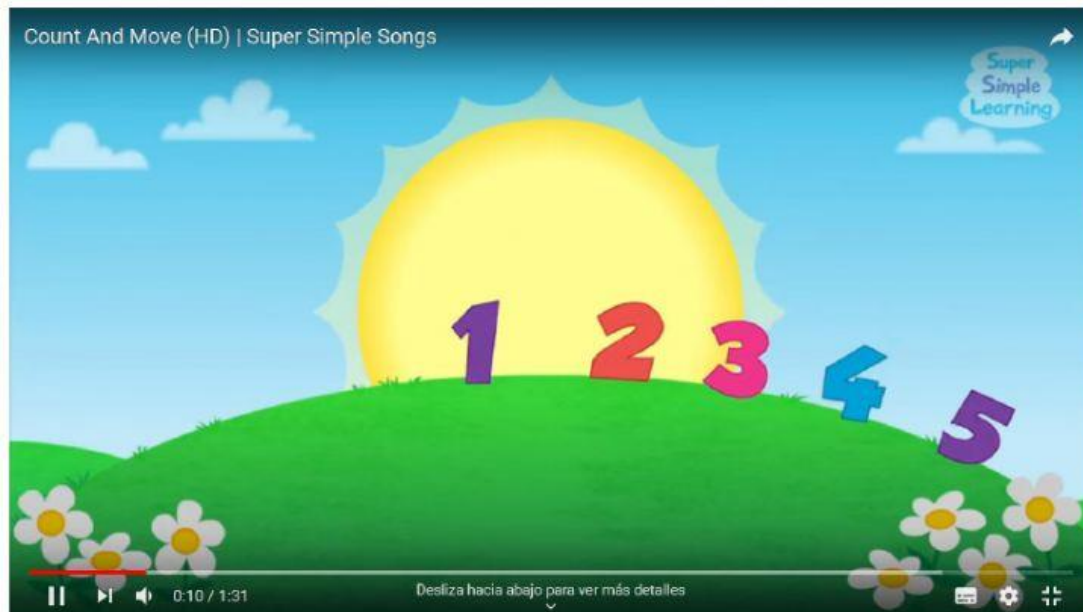 Count And Move (HD) | Super Simple Songs
Super
Simple
Learning
1 2 3 4 5
0:10 / 1:31
Desliza hacia abajo para ver más detalles